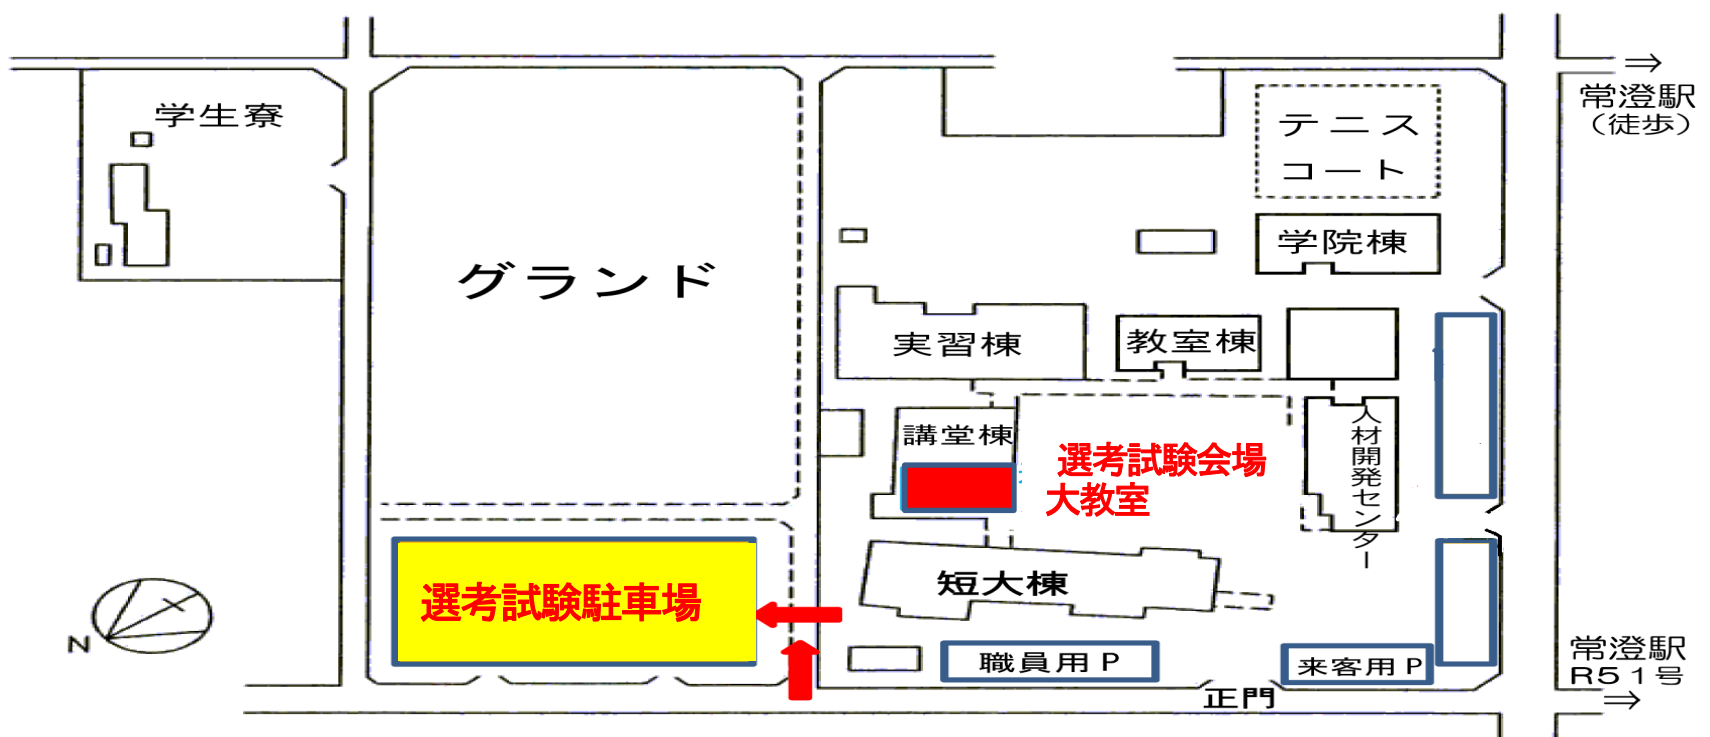 学生寮
常澄駅
（徒歩）
テニス
コート
学院棟
グランド
実習棟
教室棟
講堂棟
選考試験会場
大教室
人材開発センター
選考試験駐車場
短大棟
N
職員用P
来客用P
常澄駅
R51号
正門